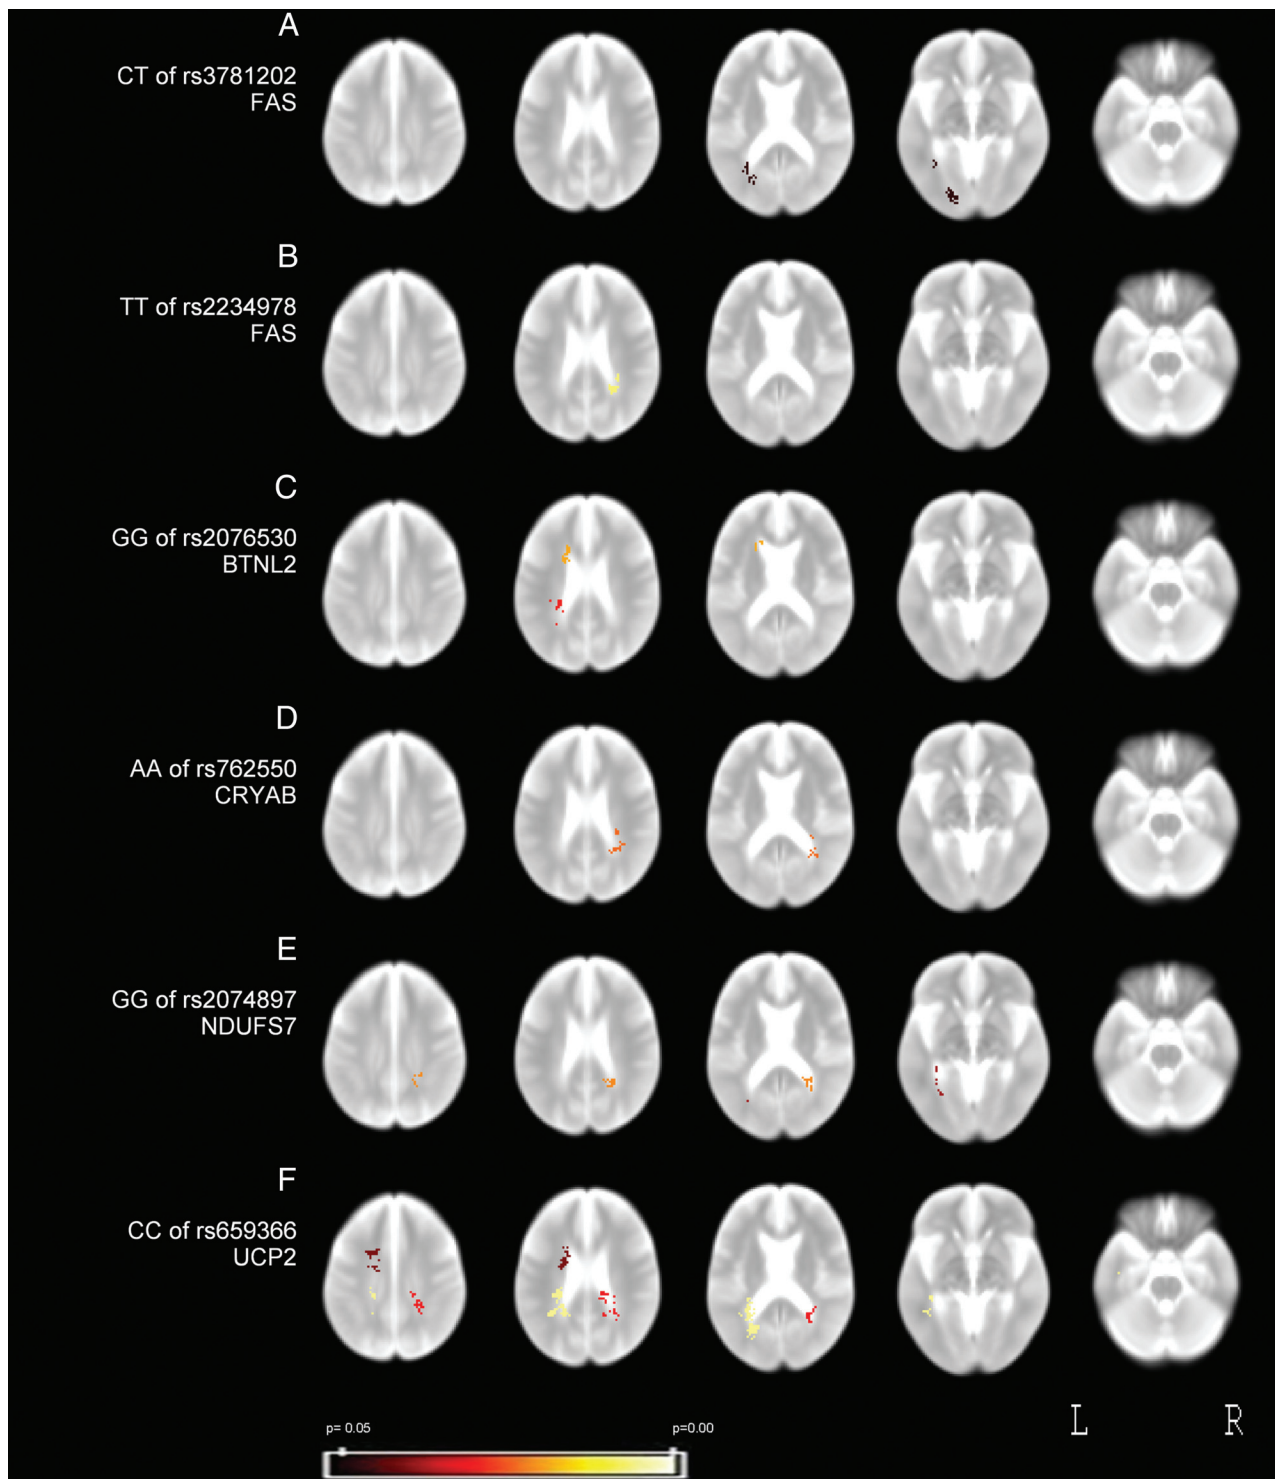 A
CT of rs3781202
FAS
B
TT of rs2234978
FAS
C
GG of rs2076530
BTNL2
D
AA of rs762550
CRYAB
E
GG of rs2074897
NDUFS7
F
CC of rs659366
UCP2
L R
p= 0.05 p=0.00